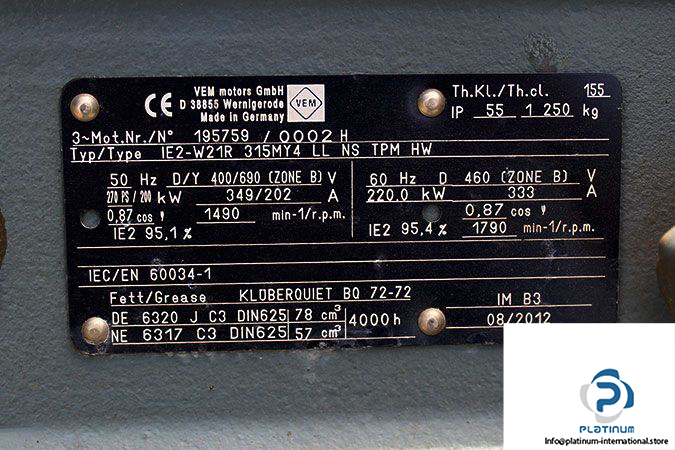 VEM motors GmbH
D 38855 Wernigerode
Made in Germany
VEM
CE
Th.Kl./Th.cl. 155
IP 55 1 250 kg
3~Mot.Nr./N° 195759 / 0002 H
Typ/Type IE2-W21R 315MY4 LL NS TPM HW
50 Hz D/Y 400/690 (ZONE B) V
270 PS / 200 kW 349/202 A
0,87 cos φ 1490 min-1/r.p.m.
IE2 95,1 %
60 Hz D 460 (ZONE B) V
220.0 kW 333 A
0,87 cos φ
IE2 95,4 % 1790 min-1/r.p.m.
IEC/EN 60034-1
Fett/Grease KLÜBERQUIET BQ 72-72
DE 6320 J C3 DIN625 78 cm³
NE 6317 C3 DIN625 57 cm³
4000 h
IM B3
08/2012
PLATINUM
info@platinum-international.store